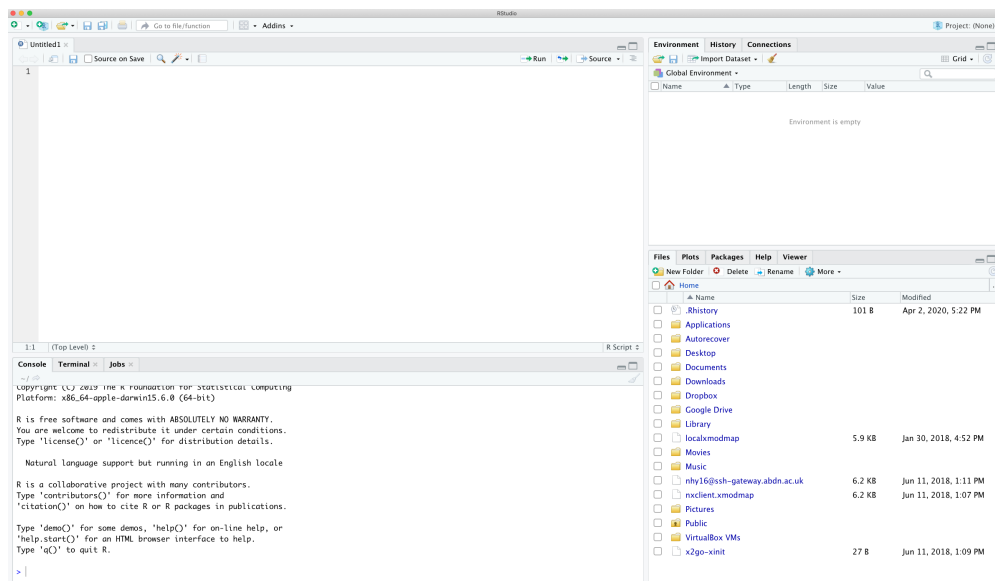 RStudio
Go to file/function Addins
Project: (None)
Untitled1
Source on Save Run Source
1
1:1 (Top Level) R Script
Console Terminal Jobs
~/
Copyright (C) 2019 The R Foundation for Statistical Computing
Platform: x86_64-apple-darwin15.6.0 (64-bit)
R is free software and comes with ABSOLUTELY NO WARRANTY.
You are welcome to redistribute it under certain conditions.
Type 'license()' or 'licence()' for distribution details.
Natural language support but running in an English locale
R is a collaborative project with many contributors.
Type 'contributors()' for more information and
'citation()' on how to cite R or R packages in publications.
Type 'demo()' for some demos, 'help()' for on-line help, or
'help.start()' for an HTML browser interface to help.
Type 'q()' to quit R.
>
Environment History Connections
Import Dataset Grid
Global Environment
Name Type Length Size Value
Environment is empty
Files Plots Packages Help Viewer
New Folder Delete Rename More
Home
Name Size Modified
.Rhistory 101 B Apr 2, 2020, 5:22 PM
Applications
Autorecover
Desktop
Documents
Downloads
Dropbox
Google Drive
Library
localxmodmap 5.9 KB Jan 30, 2018, 4:52 PM
Movies
Music
nhy16@ssh-gateway.abdn.ac.uk 6.2 KB Jun 11, 2018, 1:11 PM
nxclient.xmodmap 6.2 KB Jun 11, 2018, 1:07 PM
Pictures
Public
VirtualBox VMs
x2go-xinit 27 B Jun 11, 2018, 1:09 PM